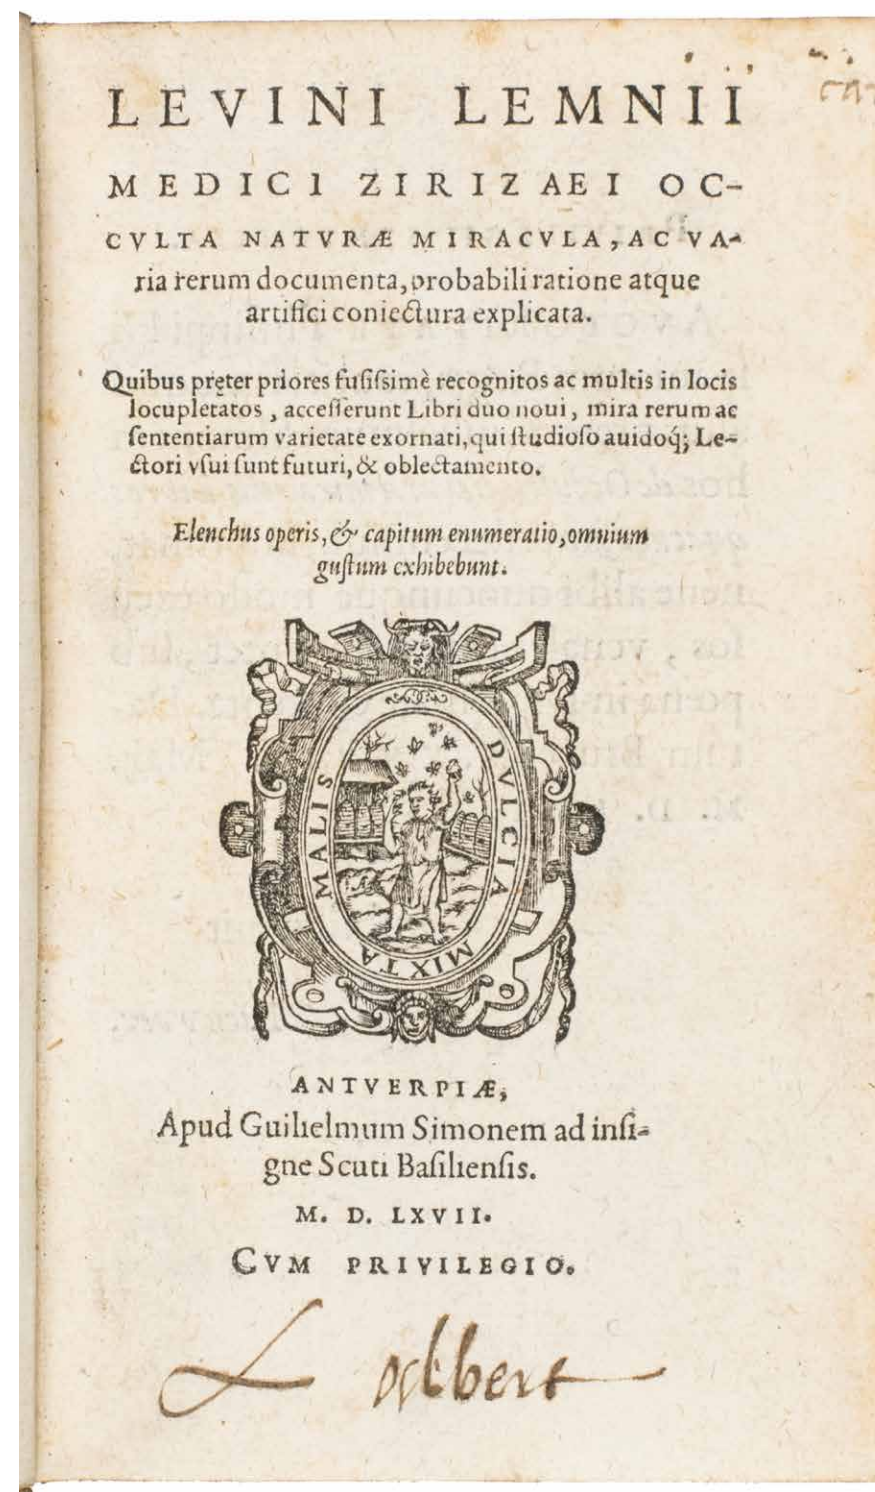 LEVINI LEMNII
MEDICI ZIRIZAEI OC-
CVLTA NATVRÆ MIRACVLA, AC VA-
ria rerum documenta, probabili ratione atque
artifici coniectura explicata.
Quibus pręter priores fuſiſsimè recognitos ac multis in locis
locupletatos, acceſſerunt Libri duo noui, mira rerum ac
ſententiarum varietate exornati, qui ſtudioſo auidoq́; Le-
ctori vſui ſunt futuri, & oblectamento.
Elenchus operis, & capitum enumeratio, omnium
guſtum exhibebunt.
DVLCIA
MIXTA
MALIS
ANTVERPIÆ,
Apud Guilielmum Simonem ad inſi-
gne Scuti Baſilienſis.
M. D. LXVII.
CVM PRIVILEGIO.